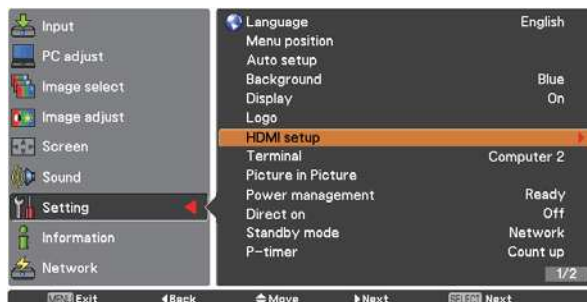 Input
PC adjust
Image select
Image adjust
Screen
Sound
Setting
Information
Network
Language English
Menu position
Auto setup
Background Blue
Display On
Logo
HDMI setup
Terminal Computer 2
Picture in Picture
Power management Ready
Direct on Off
Standby mode Network
P-timer Count up
1/2
MENU Exit Back Move Next SELECT Next